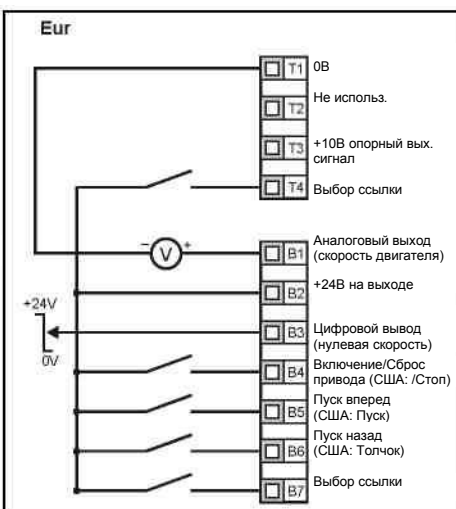 Eur
T1 0В
T2 Не использ.
T3 +10В опорный вых.
сигнал
T4 Выбор ссылки
− V +
B1 Аналоговый выход
(скорость двигателя)
B2 +24В на выходе
+24V
0V
B3 Цифровой вывод
(нулевая скорость)
B4 Включение/Сброс
привода (США: /Стоп)
B5 Пуск вперед
(США: Пуск)
B6 Пуск назад
(США: Толчок)
B7 Выбор ссылки